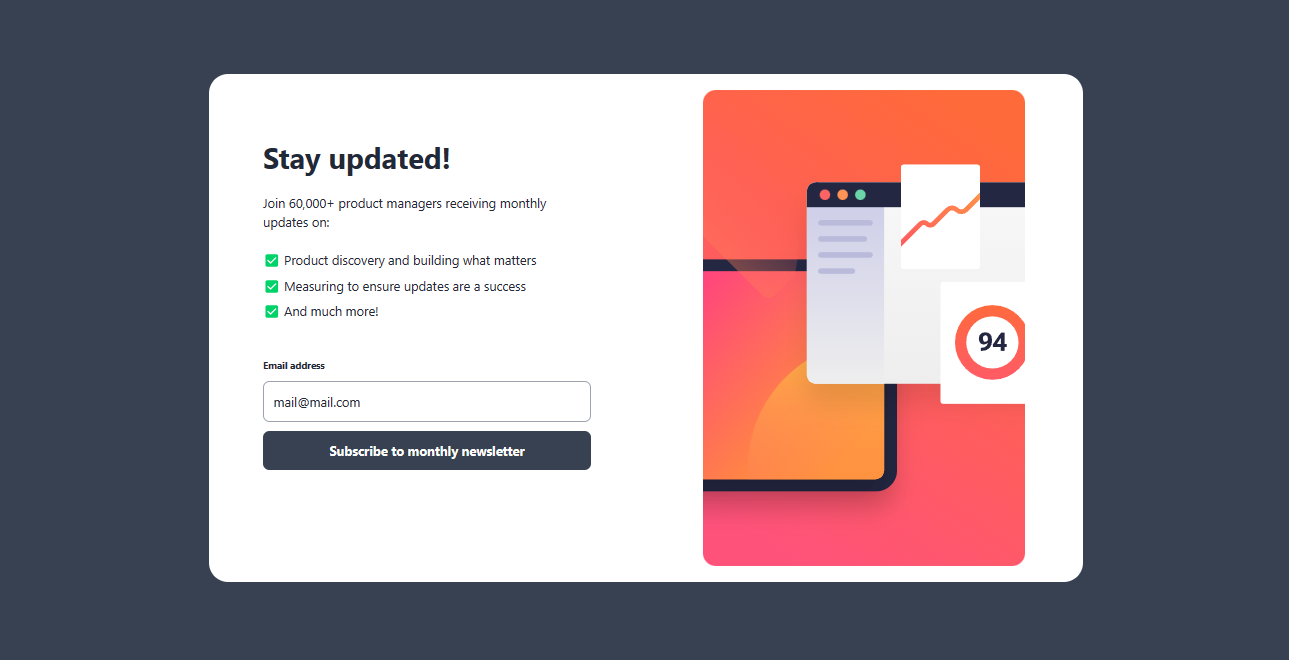 Stay updated!
Join 60,000+ product managers receiving monthly
updates on:
Product discovery and building what matters
Measuring to ensure updates are a success
And much more!
Email address
mail@mail.com
Subscribe to monthly newsletter
94